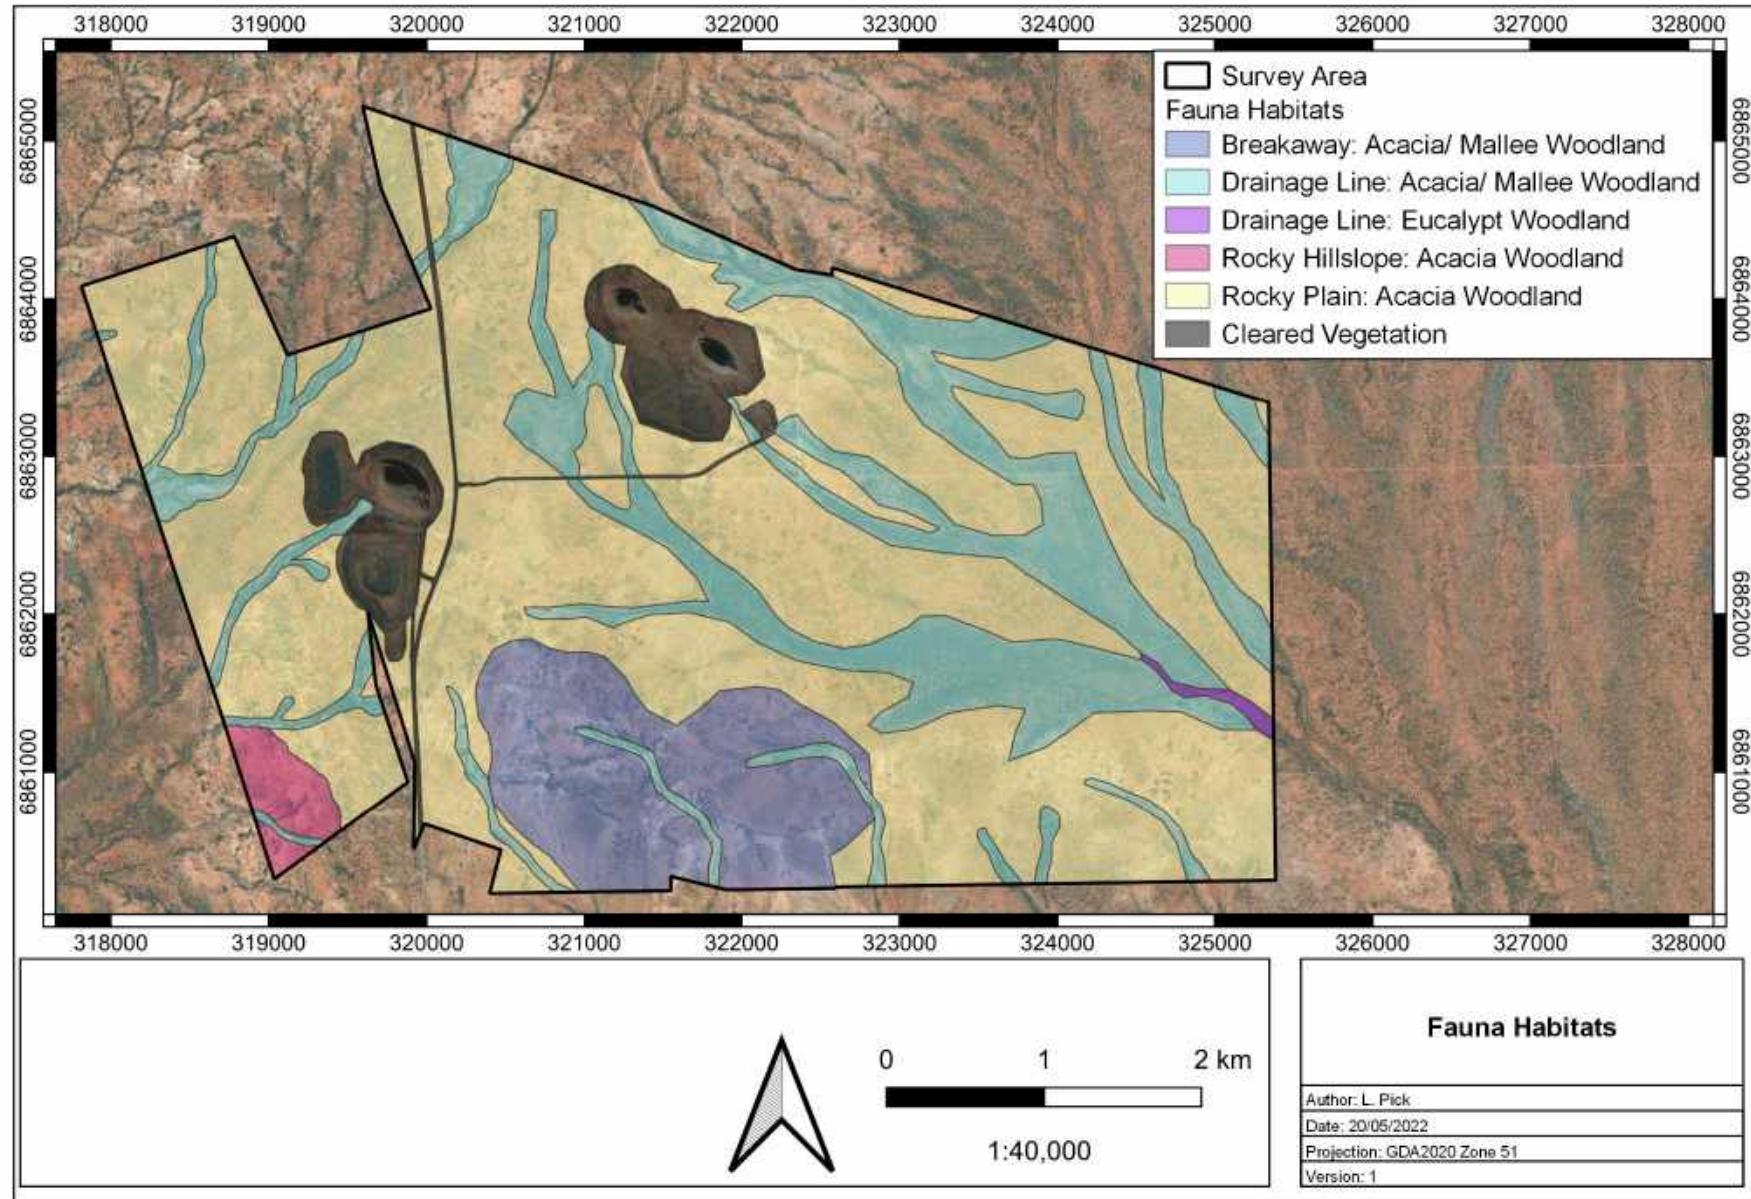 318000 319000 320000 321000 322000 323000 324000 325000 326000 327000 328000
6865000
6864000
6863000
6862000
6861000
Survey Area
Fauna Habitats
Breakaway: Acacia/ Mallee Woodland
Drainage Line: Acacia/ Mallee Woodland
Drainage Line: Eucalypt Woodland
Rocky Hillslope: Acacia Woodland
Rocky Plain: Acacia Woodland
Cleared Vegetation
6865000
6864000
6863000
6862000
6861000
318000 319000 320000 321000 322000 323000 324000 325000 326000 327000 328000
0 1 2 km
1:40,000
Fauna Habitats
Author: L. Pick
Date: 20/05/2022
Projection: GDA2020 Zone 51
Version: 1